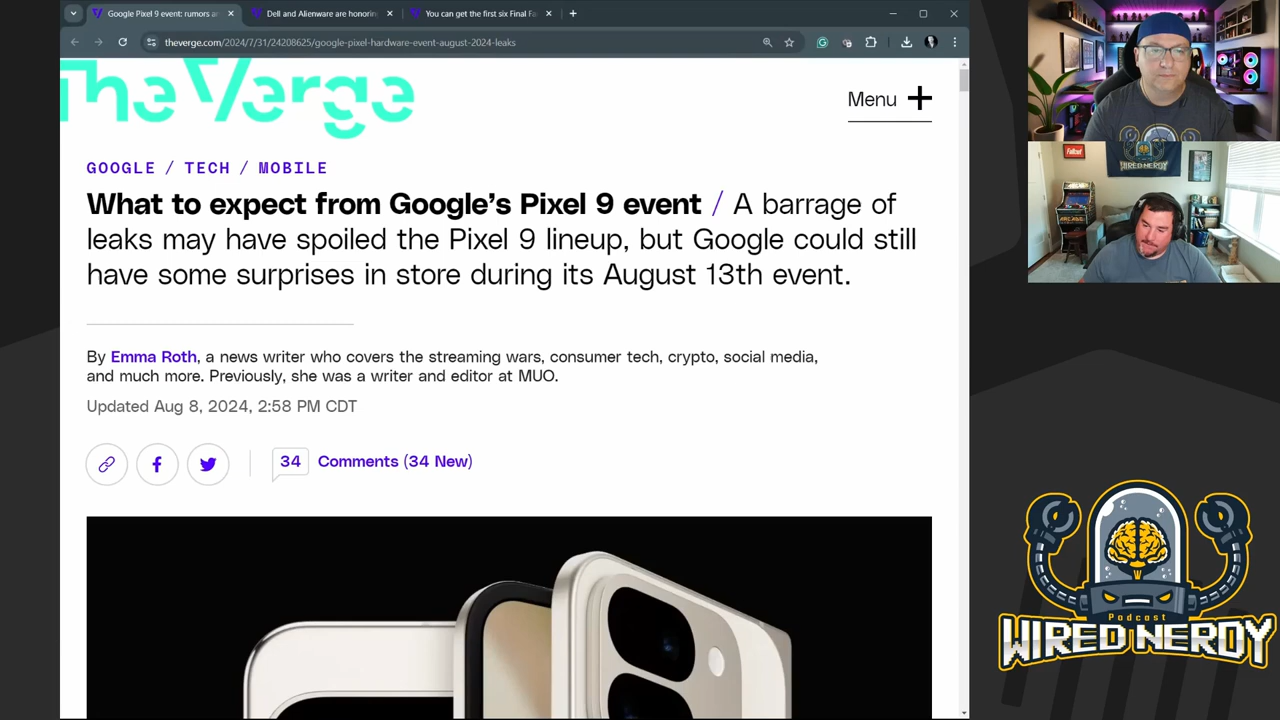 Google Pixel 9 event: rumors a
Dell and Alienware are honorin
You can get the first six Final Fa
theverge.com/2024/7/31/24208625/google-pixel-hardware-event-august-2024-leaks
The Verge
Menu
GOOGLE / TECH / MOBILE
What to expect from Google's Pixel 9 event / A barrage of
leaks may have spoiled the Pixel 9 lineup, but Google could still
have some surprises in store during its August 13th event.
By Emma Roth, a news writer who covers the streaming wars, consumer tech, crypto, social media,
and much more. Previously, she was a writer and editor at MUO.
Updated Aug 8, 2024, 2:58 PM CDT
34 Comments (34 New)
WIRED NERDY
Fallout
ARCADE
Podcast
WIRED NERDY